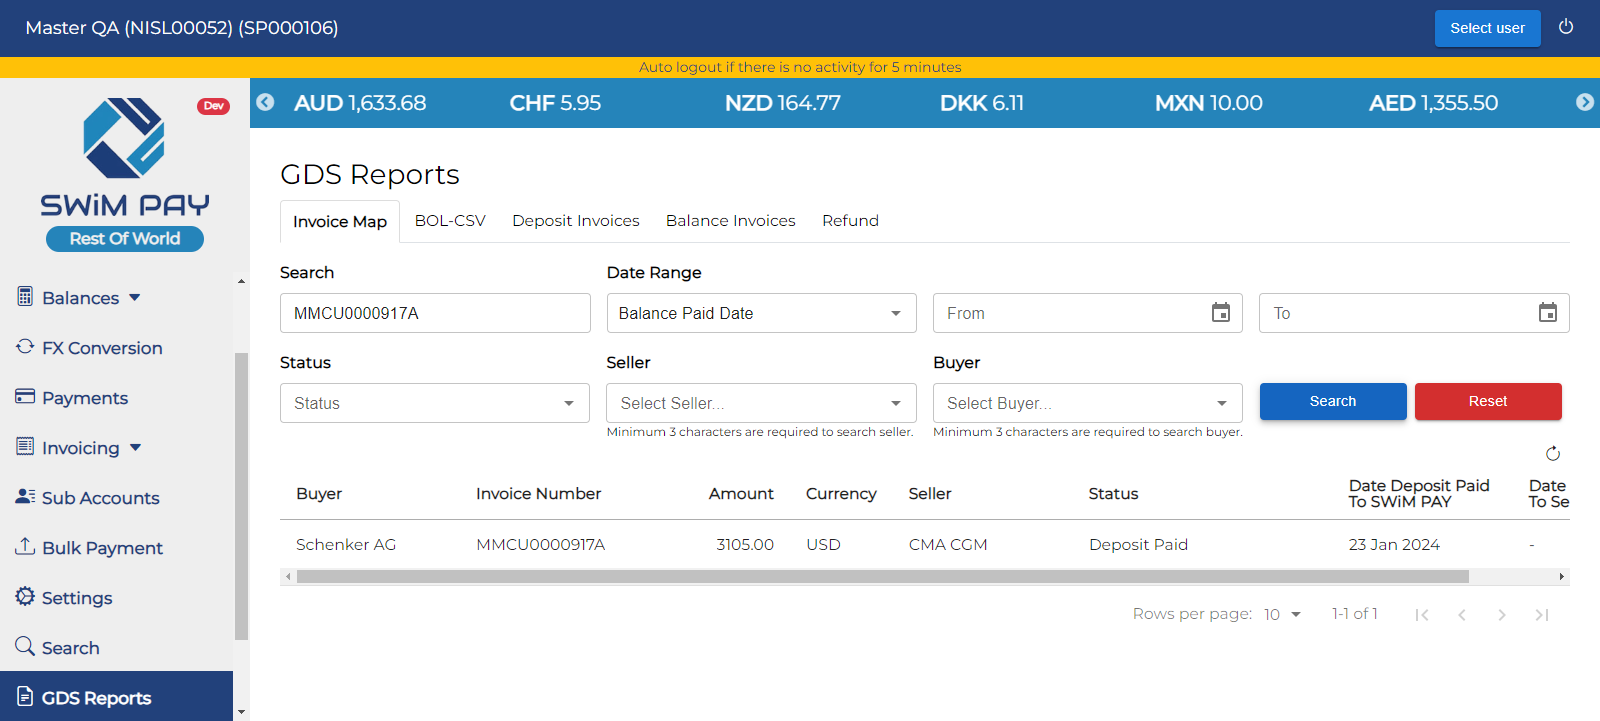 Master QA (NISL00052) (SP000106)
Select user
Auto logout if there is no activity for 5 minutes
Dev
AUD 1,633.68
CHF 5.95
NZD 164.77
DKK 6.11
MXN 10.00
AED 1,355.50
SWiM PAY
Rest Of World
Balances
FX Conversion
Payments
Invoicing
Sub Accounts
Bulk Payment
Settings
Search
GDS Reports
GDS Reports
Invoice Map
BOL-CSV
Deposit Invoices
Balance Invoices
Refund
Search
Date Range
MMCU0000917A
Balance Paid Date
From
To
Status
Seller
Buyer
Status
Select Seller...
Select Buyer...
Search
Reset
Minimum 3 characters are required to search seller.
Minimum 3 characters are required to search buyer.
Buyer
Invoice Number
Amount
Currency
Seller
Status
Date Deposit Paid
To SWiM PAY
Date
To Se
Schenker AG
MMCU0000917A
3105.00
USD
CMA CGM
Deposit Paid
23 Jan 2024
-
Rows per page:
10
1-1 of 1